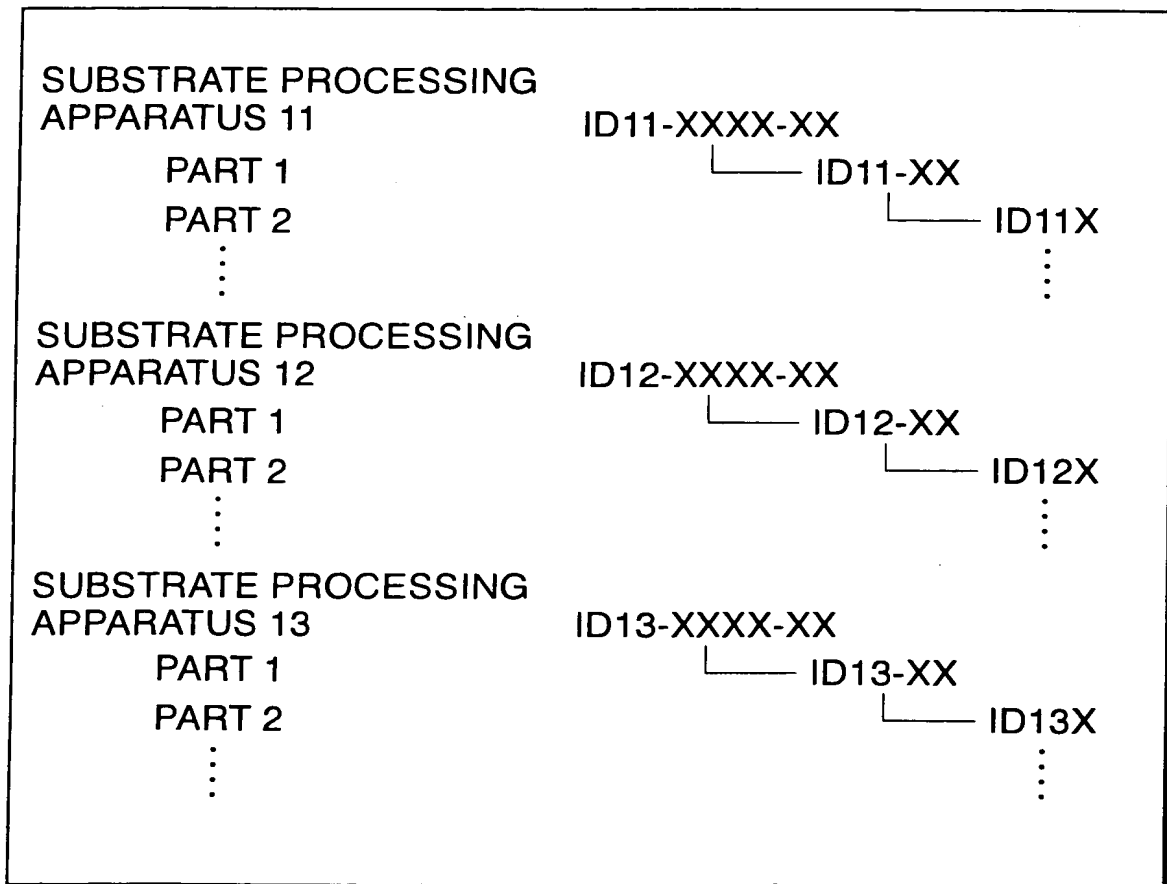 SUBSTRATE PROCESSING
APPARATUS 11 ID11-XXXX-XX
PART 1 ID11-XX
PART 2 ID11X
SUBSTRATE PROCESSING
APPARATUS 12 ID12-XXXX-XX
PART 1 ID12-XX
PART 2 ID12X
SUBSTRATE PROCESSING
APPARATUS 13 ID13-XXXX-XX
PART 1 ID13-XX
PART 2 ID13X